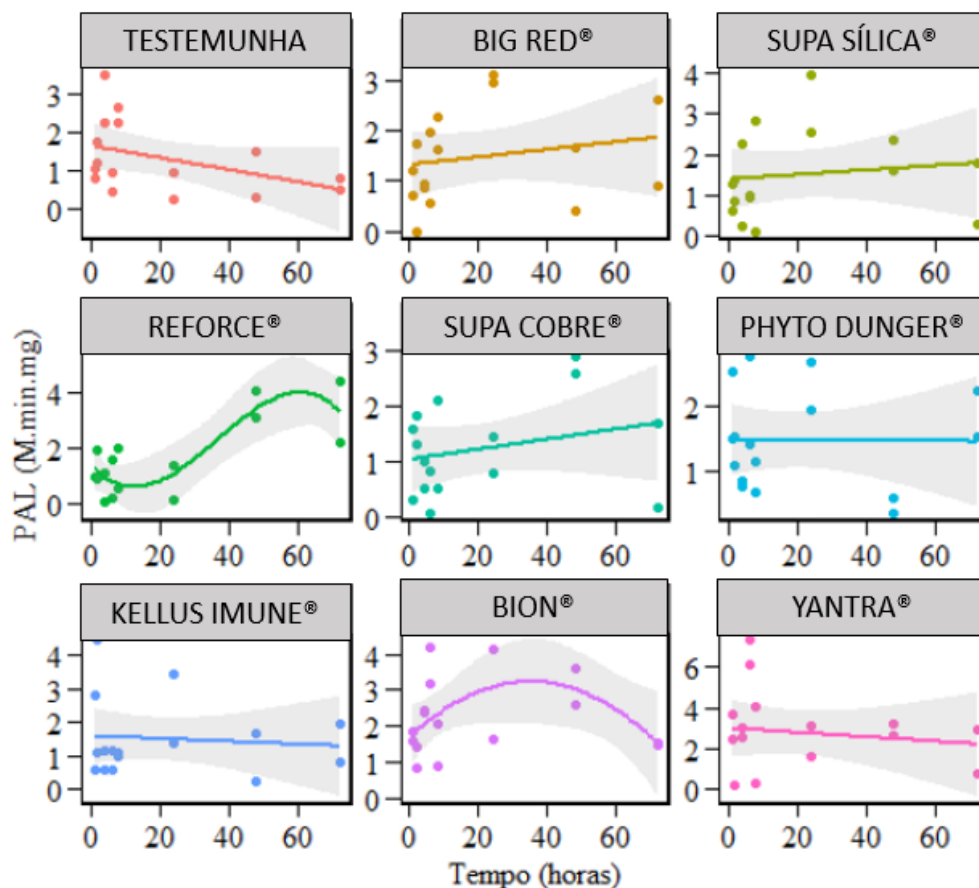 TESTEMUNHA
BIG RED®
SUPA SÍLICA®
3
2
1
0
0 20 40 60
3
2
1
0
0 20 40 60
4
3
2
1
0
0 20 40 60
REFORCE®
SUPA COBRE®
PHYTO DUNGER®
PAL (M.min.mg)
4
2
0
0 20 40 60
3
2
1
0
0 20 40 60
2
1
0 20 40 60
KELLUS IMUNE®
BION®
YANTRA®
4
3
2
1
0
0 20 40 60
4
3
2
1
0
0 20 40 60
6
4
2
0
0 20 40 60
Tempo (horas)